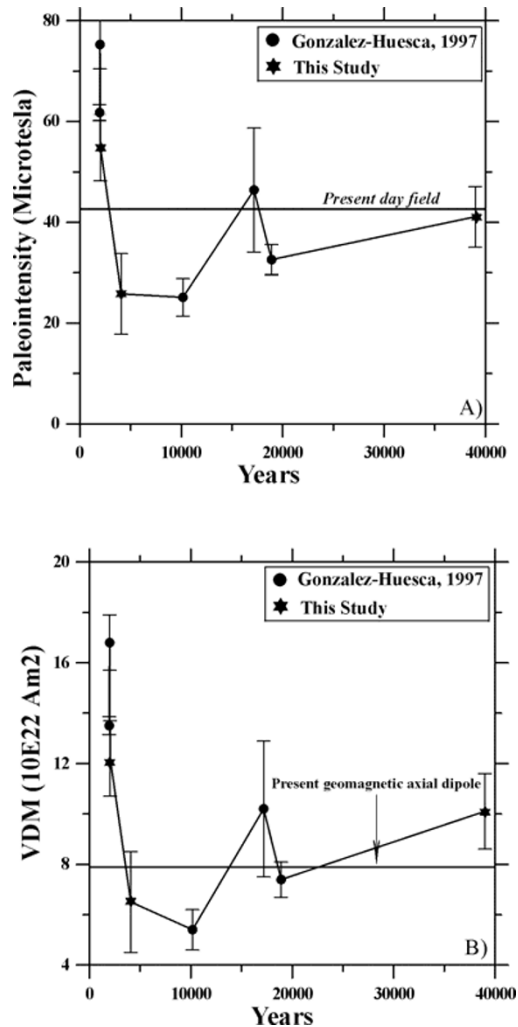 80
60
40
20
0
Paleointensity (Microtesla)
Gonzalez-Huesca, 1997
This Study
Present day field
A)
0 10000 20000 30000 40000
Years
20
16
12
8
4
VDM (10E22 Am2)
Gonzalez-Huesca, 1997
This Study
Present geomagnetic axial dipole
B)
0 10000 20000 30000 40000
Years